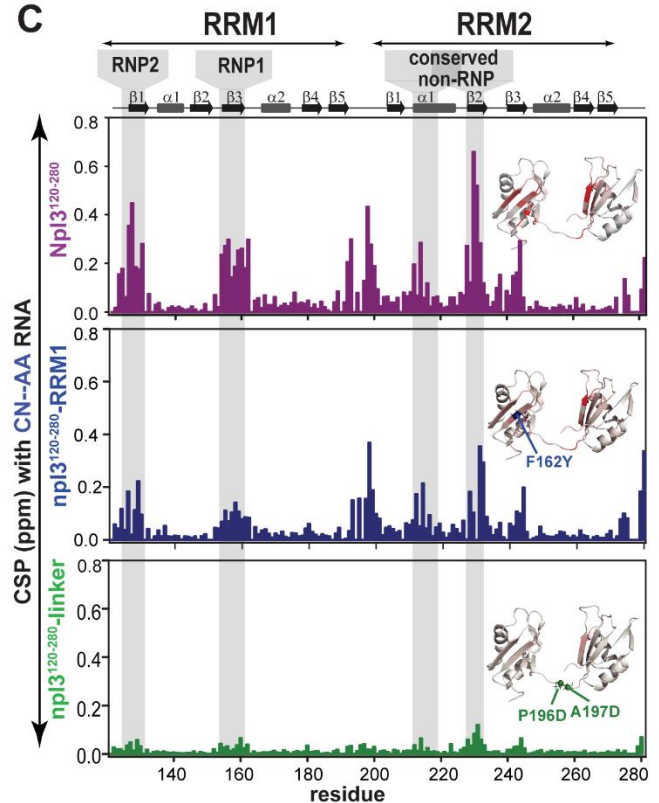 C
RRM1 RRM2
RNP2 RNP1 conserved
non-RNP
β1 α1 β2 β3 α2 β4 β5 β1 α1 β2 β3 α2 β4 β5
CSP (ppm) with CN--AA RNA
Npl3120-280
0.8
0.6
0.4
0.2
0.0
npl3120-280-RRM1
0.8
0.6
0.4
0.2
0.0
F162Y
npl3120-280-linker
0.8
0.6
0.4
0.2
0.0
P196D A197D
140 160 180 200 220 240 260 280
residue